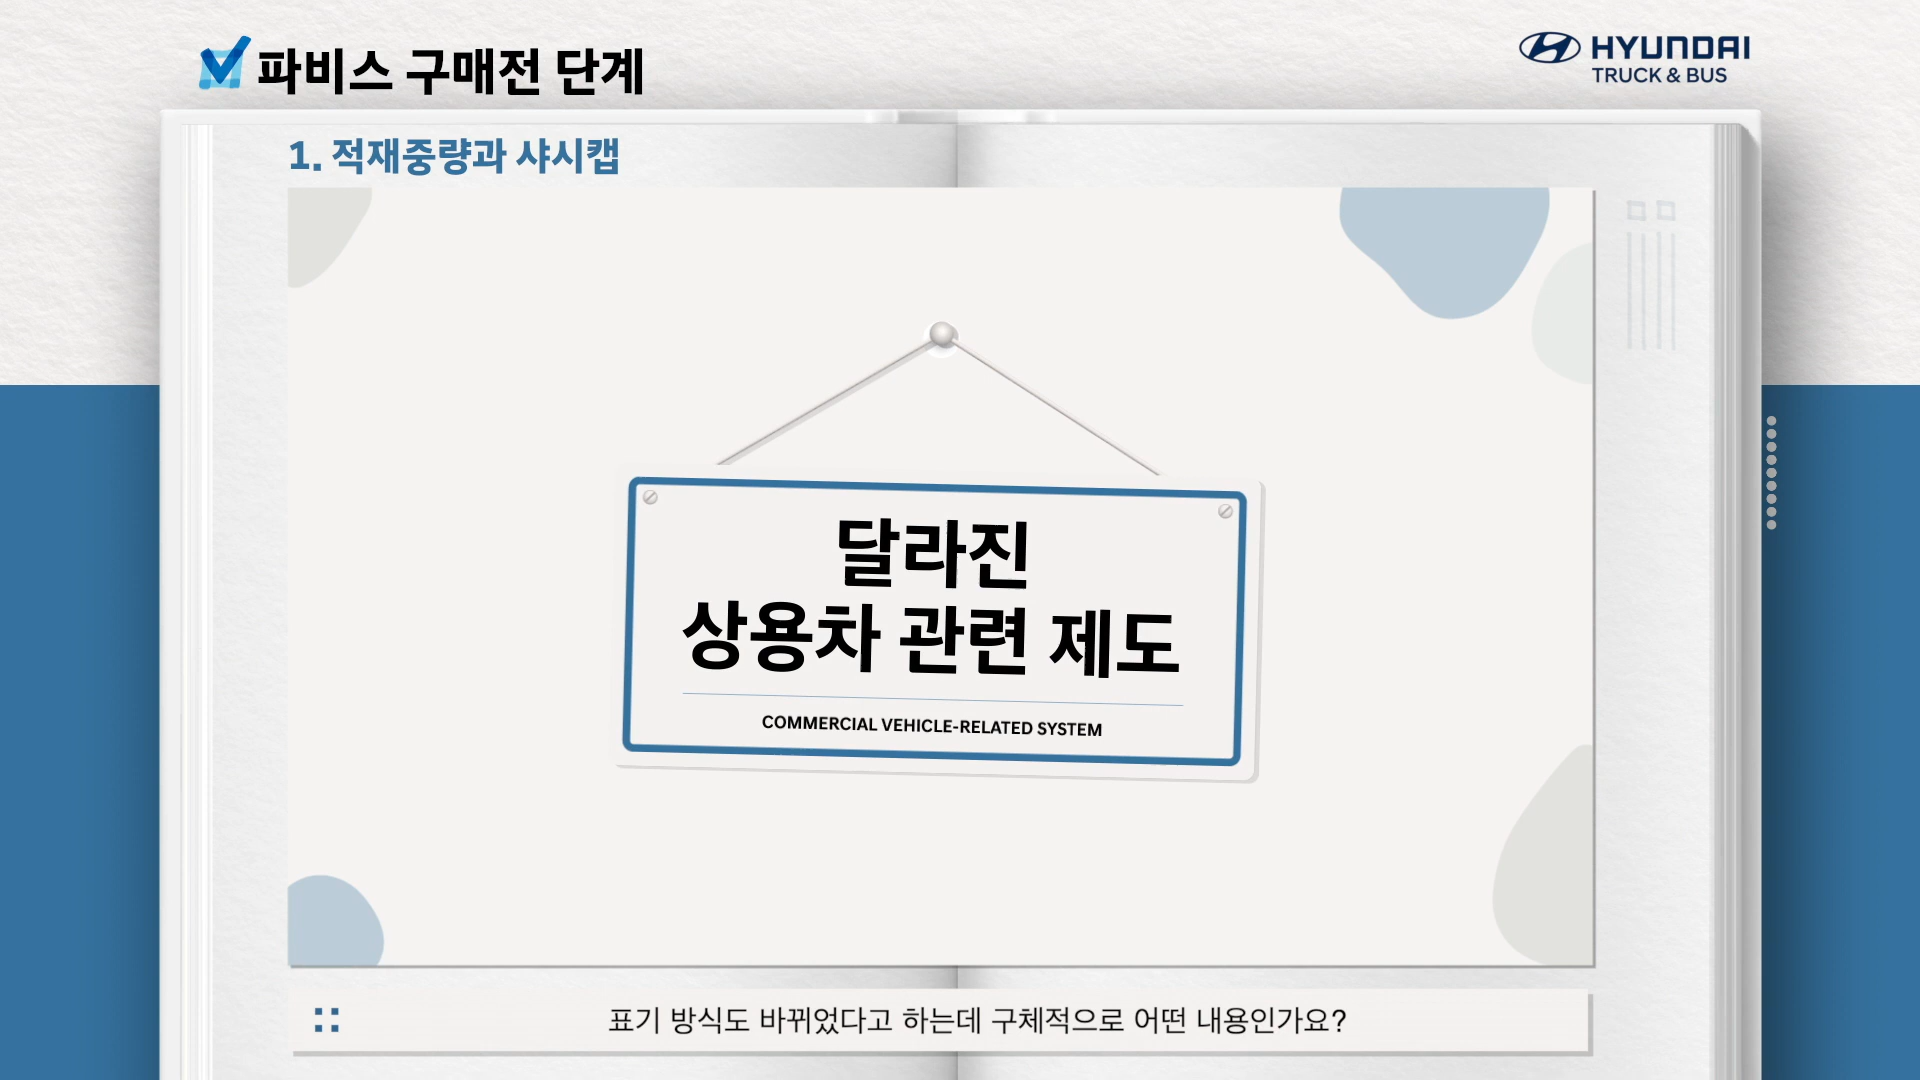 파비스 구매전 단계
HYUNDAI
TRUCK & BUS
1. 적재중량과 샤시캡
달라진
상용차 관련 제도
COMMERCIAL VEHICLE-RELATED SYSTEM
표기 방식도 바뀌었다고 하는데 구체적으로 어떤 내용인가요?